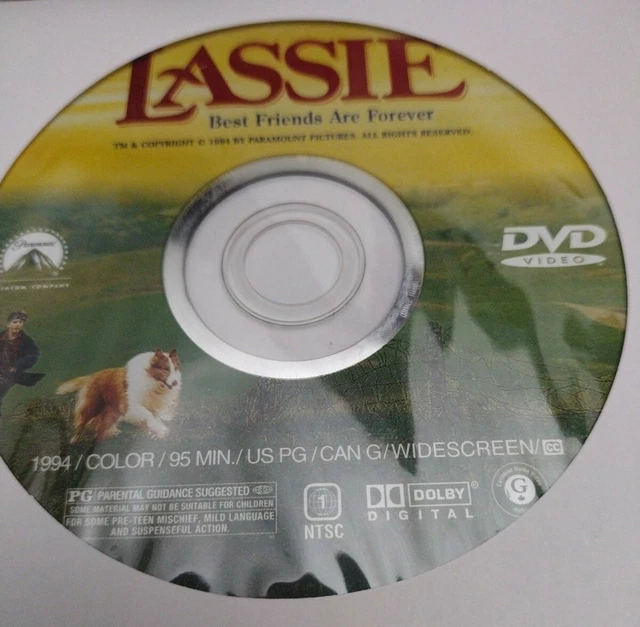 LASSIE
Best Friends Are Forever
TM & COPYRIGHT © 1994 BY PARAMOUNT PICTURES. ALL RIGHTS RESERVED.
Paramount
DVD
VIDEO
1994 / COLOR / 95 MIN. / US PG / CAN G / WIDESCREEN / CC
PG PARENTAL GUIDANCE SUGGESTED
SOME MATERIAL MAY NOT BE SUITABLE FOR CHILDREN
FOR SOME PRE-TEEN MISCHIEF, MILD LANGUAGE
AND SUSPENSEFUL ACTION.
1
NTSC
DOLBY
DIGITAL
G